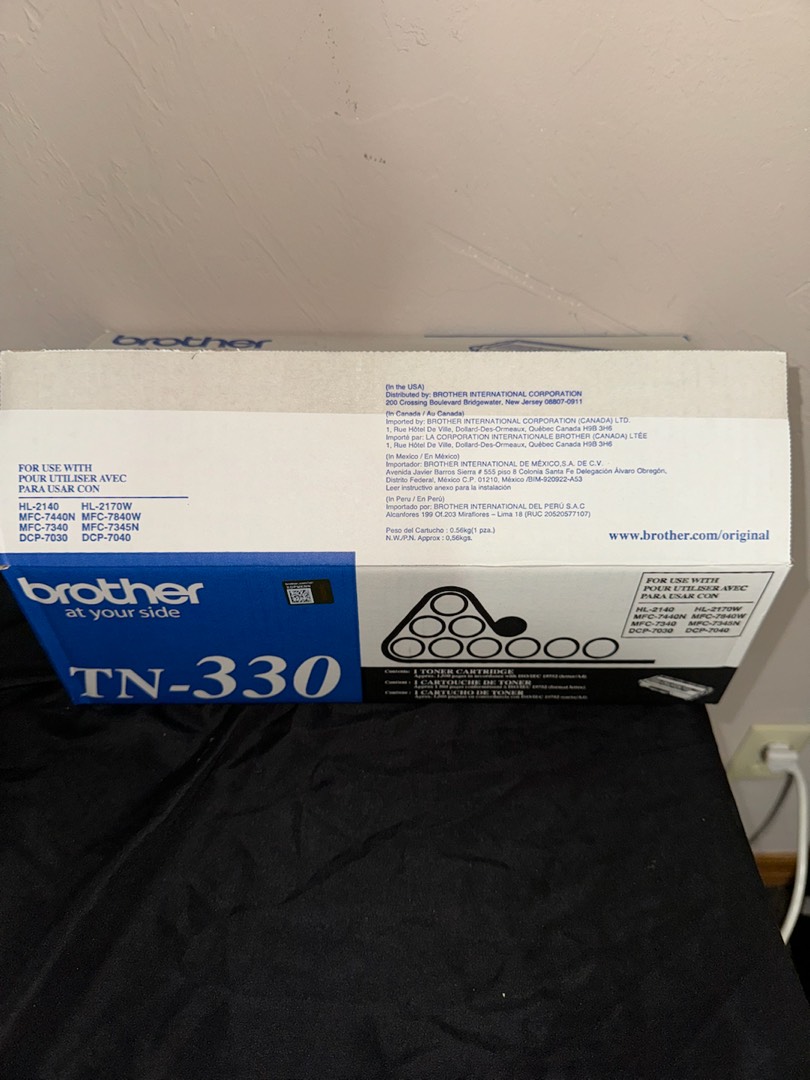 brother
(In the USA)
Distributed by: BROTHER INTERNATIONAL CORPORATION
200 Crossing Boulevard Bridgewater, New Jersey 08807-0911
(In Canada / Au Canada)
Imported by: BROTHER INTERNATIONAL CORPORATION (CANADA) LTD.
1, Rue Hôtel De Ville, Dollard-Des-Ormeaux, Québec Canada H9B 3H6
Importé par: LA CORPORATION INTERNATIONALE BROTHER (CANADA) LTÉE
1, Rue Hôtel De Ville, Dollard-Des-Ormeaux, Québec Canada H9B 3H6
(In Mexico / En México)
Importador: BROTHER INTERNATIONAL DE MÉXICO,S.A. DE C.V.
Avenida Javier Barros Sierra # 555 piso 8 Colonia Santa Fe Delegación Álvaro Obregón,
Distrito Federal, México C.P. 01210, México /BIM-920922-A53
Leer instructivo anexo para la instalación
(In Peru / En Perú)
Importado por: BROTHER INTERNATIONAL DEL PERÚ S.A.C
Alcanfores 199 Of.203 Miraflores – Lima 18 (RUC 20520577107)
Peso del Cartucho : 0.56kg(1 pza.)
N.W./P.N. Approx : 0,56kgs.
www.brother.com/original
FOR USE WITH
POUR UTILISER AVEC
PARA USAR CON
HL-2140 HL-2170W
MFC-7440N MFC-7840W
MFC-7340 MFC-7345N
DCP-7030 DCP-7040
brother
at your side
TN-330
FOR USE WITH
POUR UTILISER AVEC
PARA USAR CON
HL-2140 HL-2170W
MFC-7440N MFC-7840W
MFC-7340 MFC-7345N
DCP-7030 DCP-7040
Contents: 1 TONER CARTRIDGE
Contenu : 1 CARTOUCHE DE TONER
1 CARTUCHO DE TONER